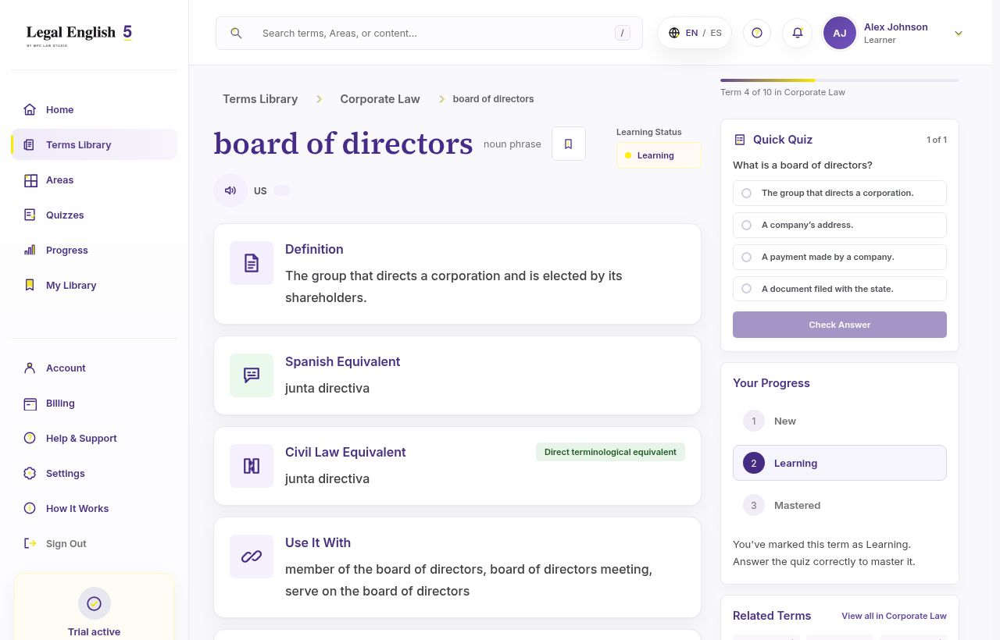 Legal English 5
BY MPC LAW STUDIO
Home
Terms Library
Areas
Quizzes
Progress
My Library
Account
Billing
Help & Support
Settings
How It Works
Sign Out
Trial active
Search terms, Areas, or content...
/
EN / ES
AJ
Alex Johnson
Learner
Terms Library
Corporate Law
board of directors
board of directors
noun phrase
Learning Status
Learning
US
Definition
The group that directs a corporation and is elected by its
shareholders.
Spanish Equivalent
junta directiva
Civil Law Equivalent
Direct terminological equivalent
junta directiva
Use It With
member of the board of directors, board of directors meeting,
serve on the board of directors
Term 4 of 10 in Corporate Law
Quick Quiz
1 of 1
What is a board of directors?
The group that directs a corporation.
A company’s address.
A payment made by a company.
A document filed with the state.
Check Answer
Your Progress
1 New
2 Learning
3 Mastered
You've marked this term as Learning.
Answer the quiz correctly to master it.
Related Terms
View all in Corporate Law